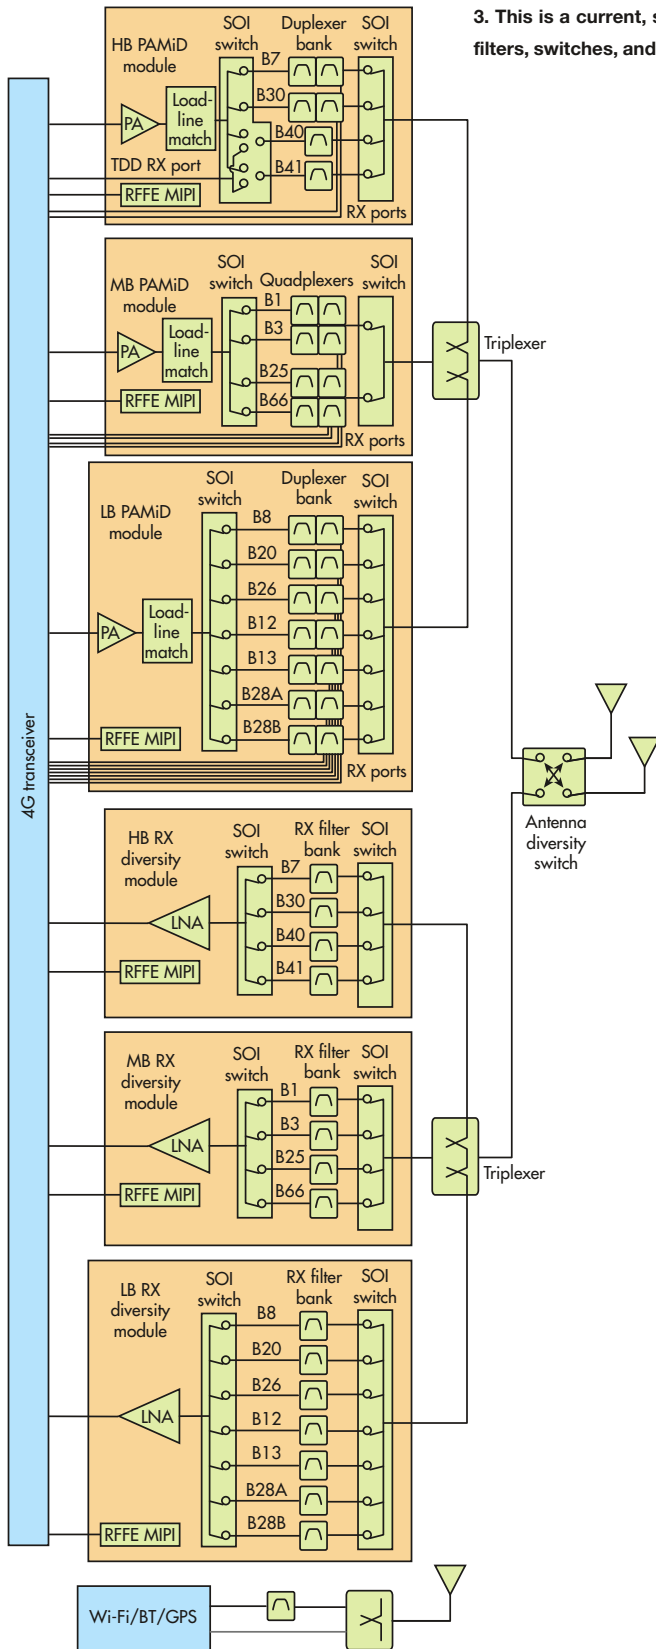 3. This is a current, s
filters, switches, and
HB PAMiD
module
SOI
switch
Duplexer
bank
SOI
switch
B7
B30
B40
B41
PA
Load-
line
match
TDD RX port
RFFE MIPI
RX ports
MB PAMiD
module
SOI
switch
Quadplexers
SOI
switch
B1
B3
B25
B66
PA
Load-
line
match
RFFE MIPI
RX ports
Triplexer
LB PAMiD
module
SOI
switch
Duplexer
bank
SOI
switch
B8
B20
B26
B12
B13
B28A
B28B
PA
Load-
line
match
RFFE MIPI
RX ports
4G transceiver
Antenna
diversity
switch
HB RX
diversity
module
SOI
switch
RX filter
bank
SOI
switch
B7
B30
B40
B41
LNA
RFFE MIPI
MB RX
diversity
module
SOI
switch
RX filter
bank
SOI
switch
B1
B3
B25
B66
LNA
RFFE MIPI
Triplexer
LB RX
diversity
module
SOI
switch
RX filter
bank
SOI
switch
B8
B20
B26
B12
B13
B28A
B28B
LNA
RFFE MIPI
Wi-Fi/BT/GPS